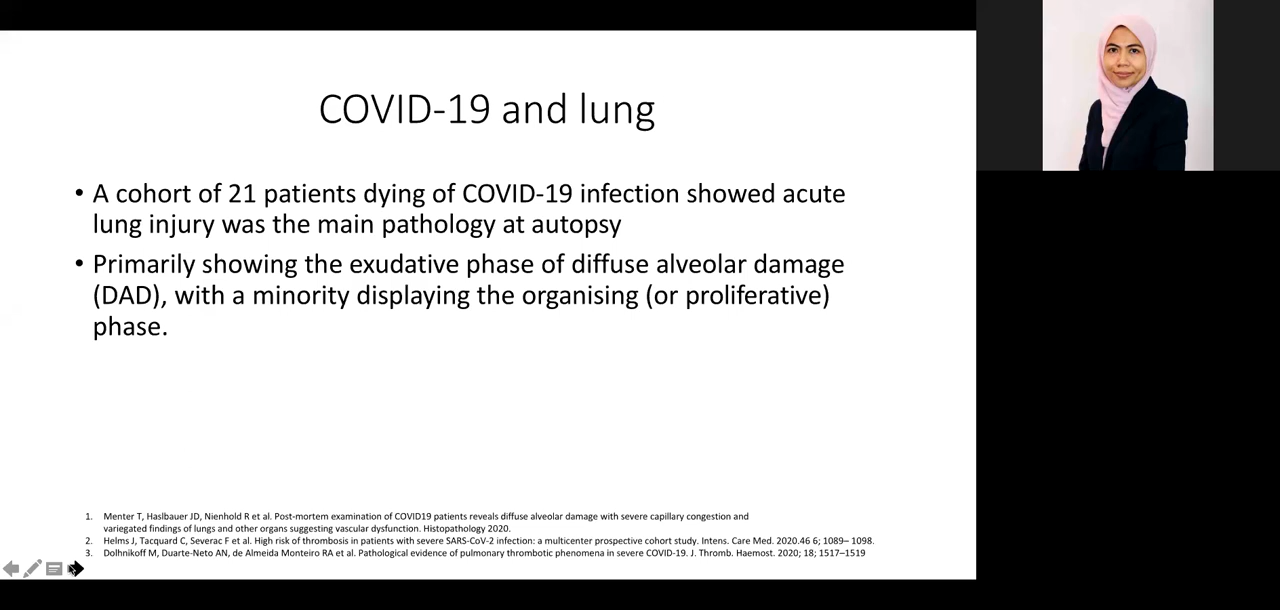 COVID-19 and lung
• A cohort of 21 patients dying of COVID-19 infection showed acute
lung injury was the main pathology at autopsy
• Primarily showing the exudative phase of diffuse alveolar damage
(DAD), with a minority displaying the organising (or proliferative)
phase.
1. Menter T, Haslbauer JD, Nienhold R et al. Post-mortem examination of COVID19 patients reveals diffuse alveolar damage with severe capillary congestion and
variegated findings of lungs and other organs suggesting vascular dysfunction. Histopathology 2020.
2. Helms J, Tacquard C, Severac F et al. High risk of thrombosis in patients with severe SARS-CoV-2 infection: a multicenter prospective cohort study. Intens. Care Med. 2020.46 6; 1089– 1098.
3. Dolhnikoff M, Duarte-Neto AN, de Almeida Monteiro RA et al. Pathological evidence of pulmonary thrombotic phenomena in severe COVID-19. J. Thromb. Haemost. 2020; 18; 1517–1519